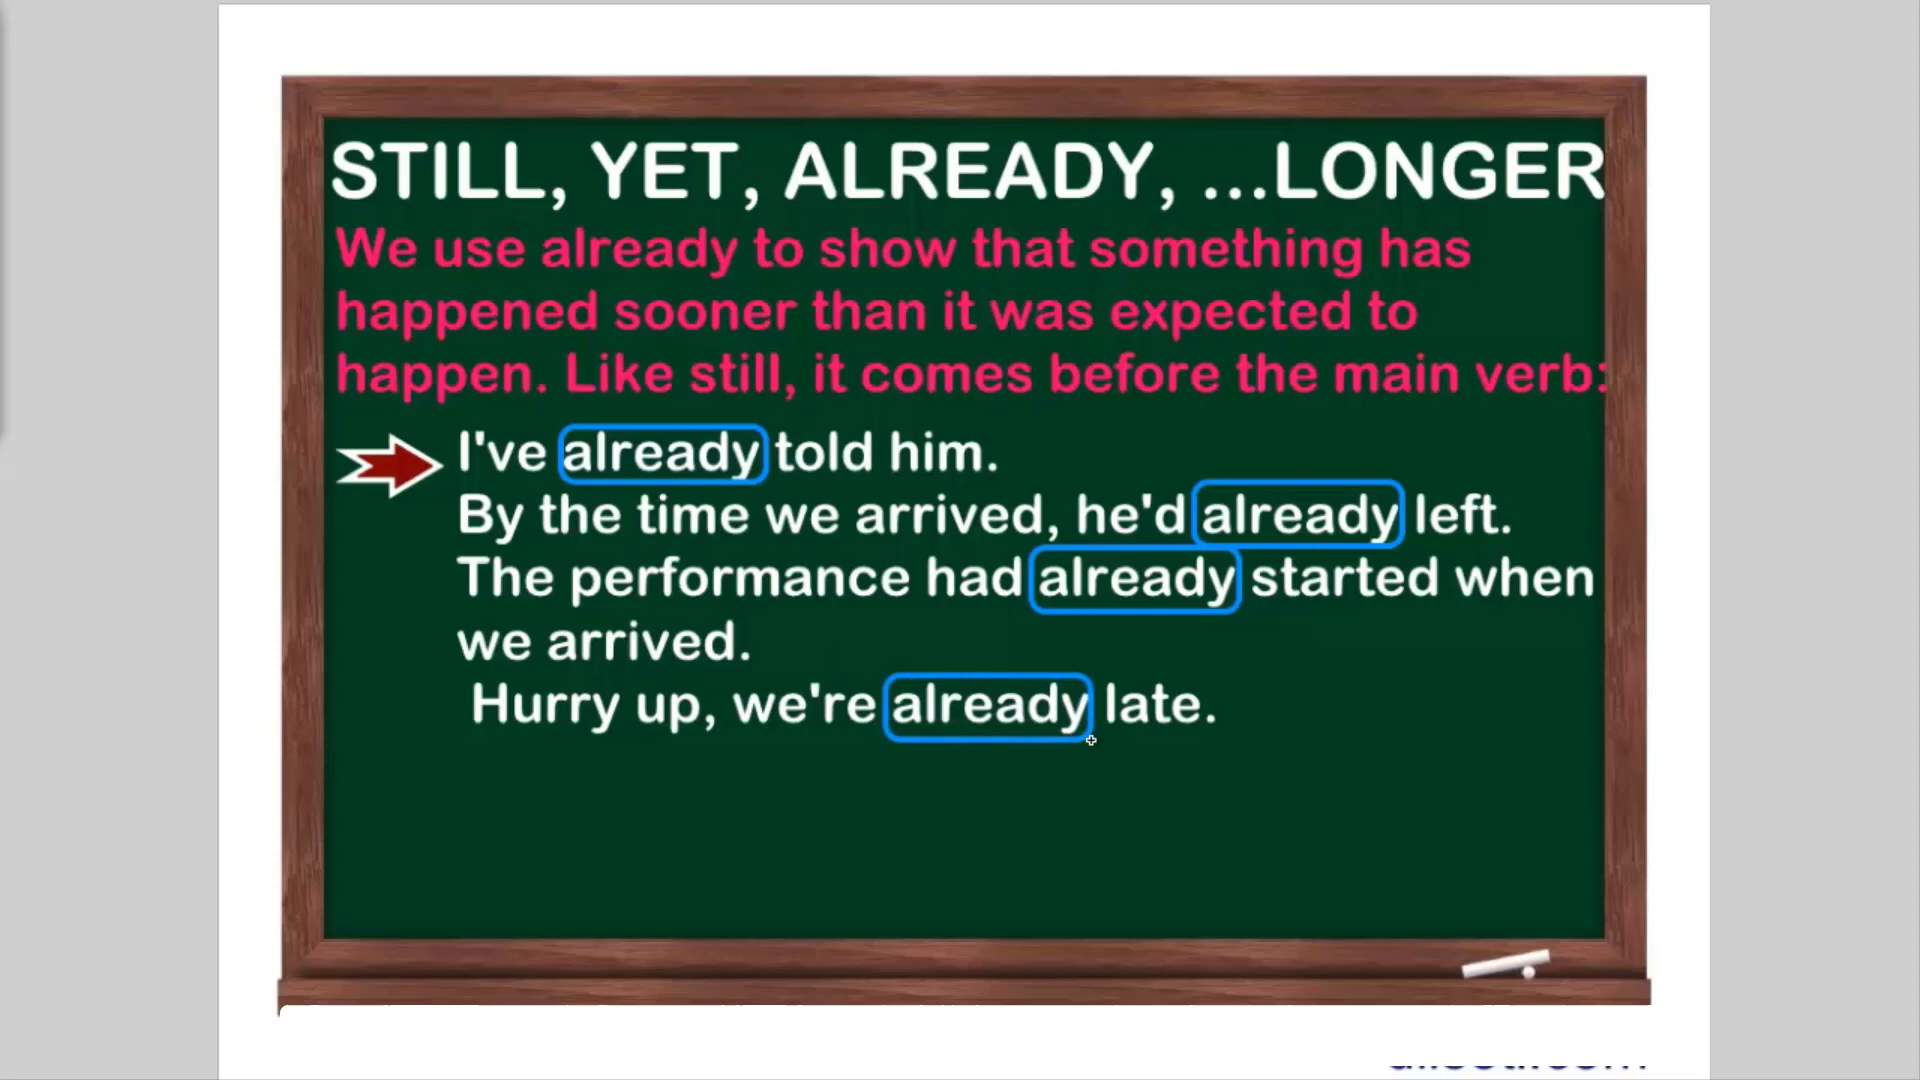 STILL, YET, ALREADY, ...LONGER
We use already to show that something has
happened sooner than it was expected to
happen. Like still, it comes before the main verb:
I've already told him.
By the time we arrived, he'd already left.
The performance had already started when
we arrived.
Hurry up, we're already late.